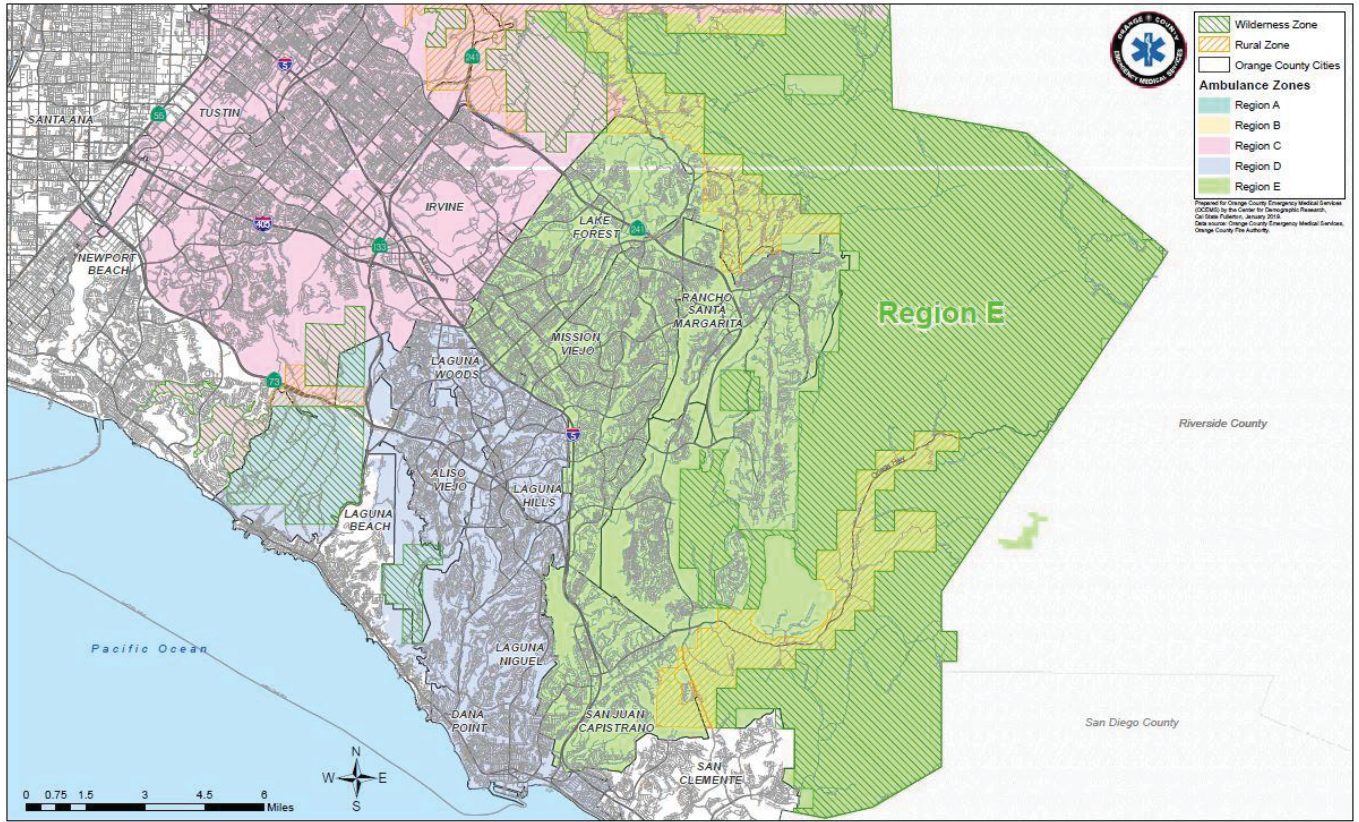 ORANGE COUNTY
EMERGENCY MEDICAL SERVICES
Wilderness Zone
Rural Zone
Orange County Cities
Ambulance Zones
Region A
Region B
Region C
Region D
Region E
Prepared for Orange County Emergency Medical Services
(OCEMS) by the Center for Demographic Research,
Cal State Fullerton, January 2019.
Data source: Orange County Emergency Medical Services,
Orange County Fire Authority.
241
5
55
TUSTIN
SANTA ANA
IRVINE
LAKE
FOREST
241
405
133
NEWPORT
BEACH
RANCHO
SANTA
MARGARITA
Region E
MISSION
VIEJO
LAGUNA
WOODS
73
Riverside County
5
ALISO
VIEJO
LAGUNA
HILLS
LAGUNA
BEACH
Pacific Ocean
LAGUNA
NIGUEL
DANA
POINT
SAN JUAN
CAPISTRANO
San Diego County
SAN
CLEMENTE
N
W E
S
0 0.75 1.5 3 4.5 6
Miles